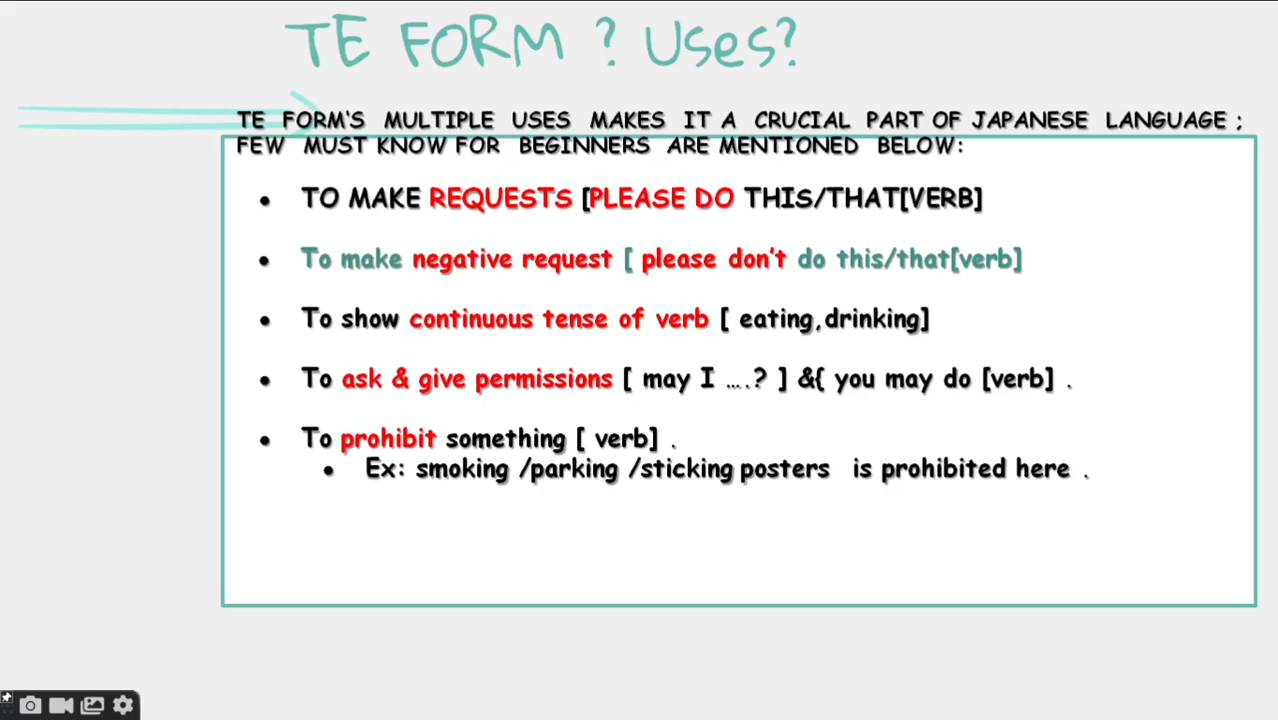 TE FORM ? Uses?
TE FORM'S MULTIPLE USES MAKES IT A CRUCIAL PART OF JAPANESE LANGUAGE ;
FEW MUST KNOW FOR BEGINNERS ARE MENTIONED BELOW:
• TO MAKE REQUESTS [PLEASE DO THIS/THAT[VERB]
• To make negative request [ please don't do this/that[verb]
• To show continuous tense of verb [ eating,drinking]
• To ask & give permissions [ may I ….? ] &{ you may do [verb] .
• To prohibit something [ verb] .
• Ex: smoking /parking /sticking posters is prohibited here .